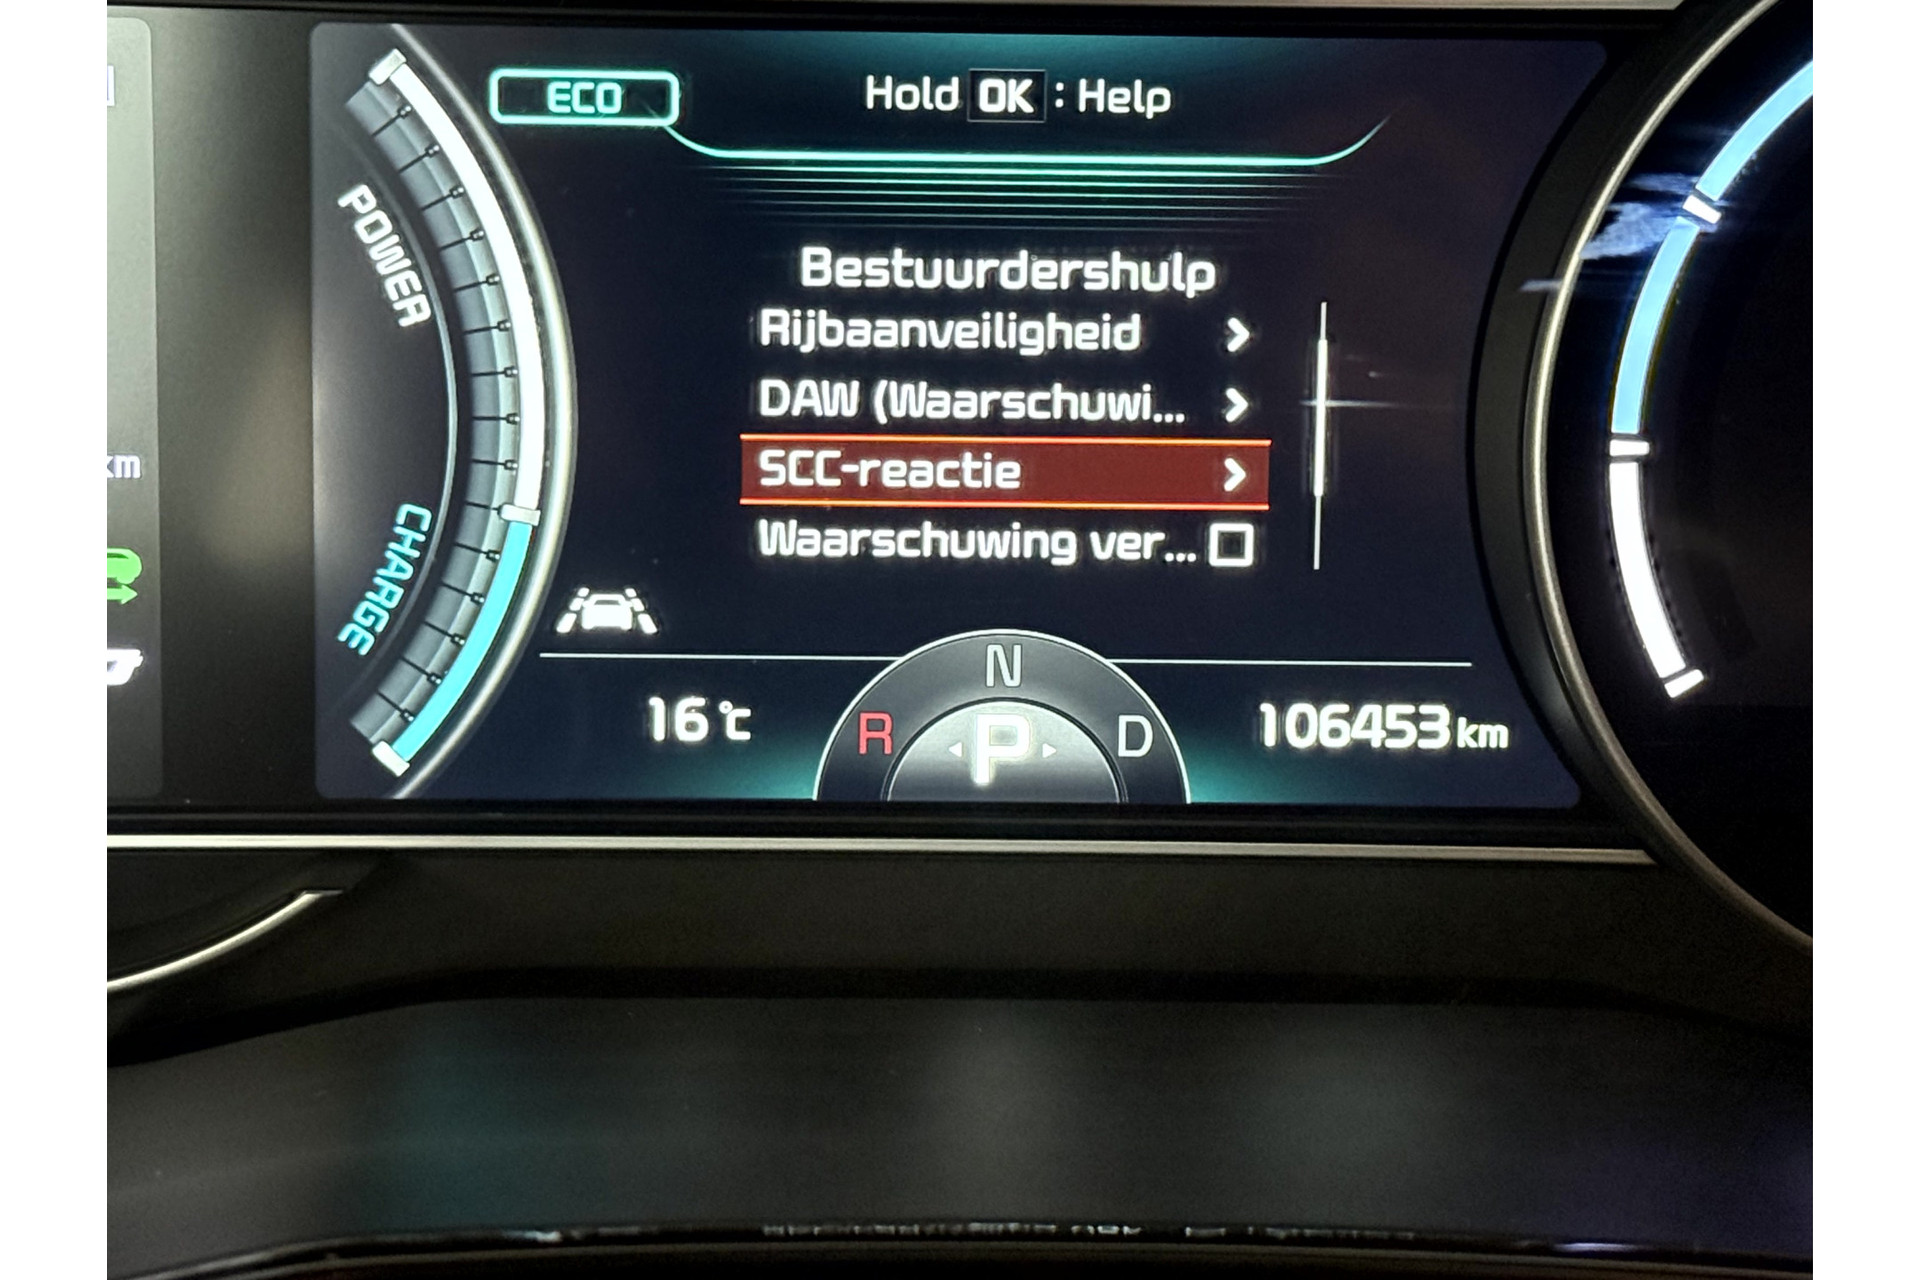 ECO
Hold OK : Help
POWER
CHARGE
Bestuurdershulp
Rijbaanveiligheid
DAW (Waarschuwi...
SCC-reactie
Waarschuwing ver...
km
N
R P D
16 °C
106453 km